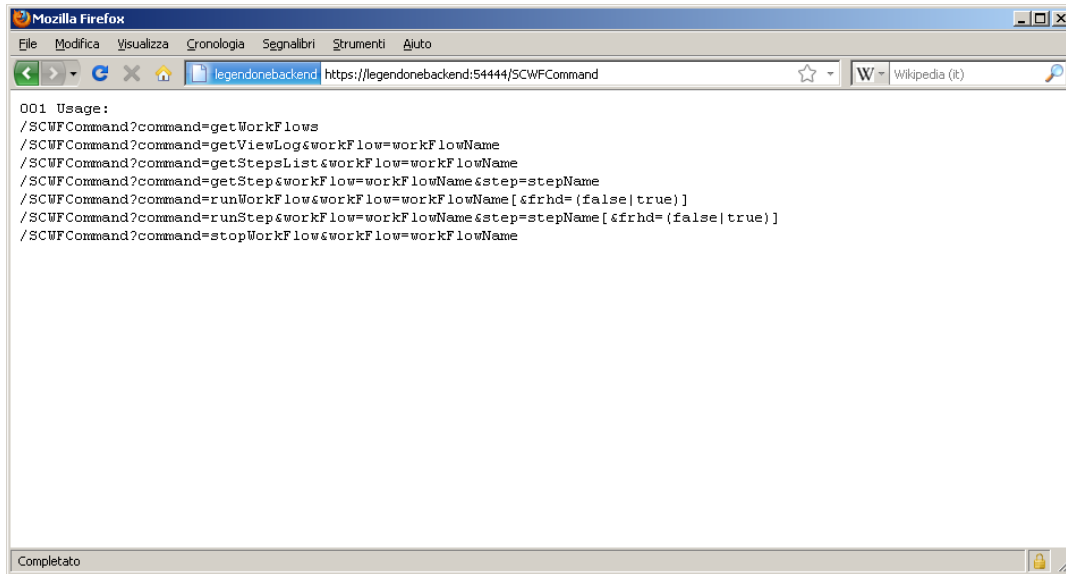 Mozilla Firefox
File Modifica Visualizza Cronologia Segnalibri Strumenti Aiuto
legendonebackend https://legendonebackend:54444/SCWFCommand W Wikipedia (it)
001 Usage:
/SCWFCommand?command=getWorkFlows
/SCWFCommand?command=getViewLog&workFlow=workFlowName
/SCWFCommand?command=getStepsList&workFlow=workFlowName
/SCWFCommand?command=getStep&workFlow=workFlowName&step=stepName
/SCWFCommand?command=runWorkFlow&workFlow=workFlowName[&frhd=(false|true)]
/SCWFCommand?command=runStep&workFlow=workFlowName&step=stepName[&frhd=(false|true)]
/SCWFCommand?command=stopWorkFlow&workFlow=workFlowName
Completato